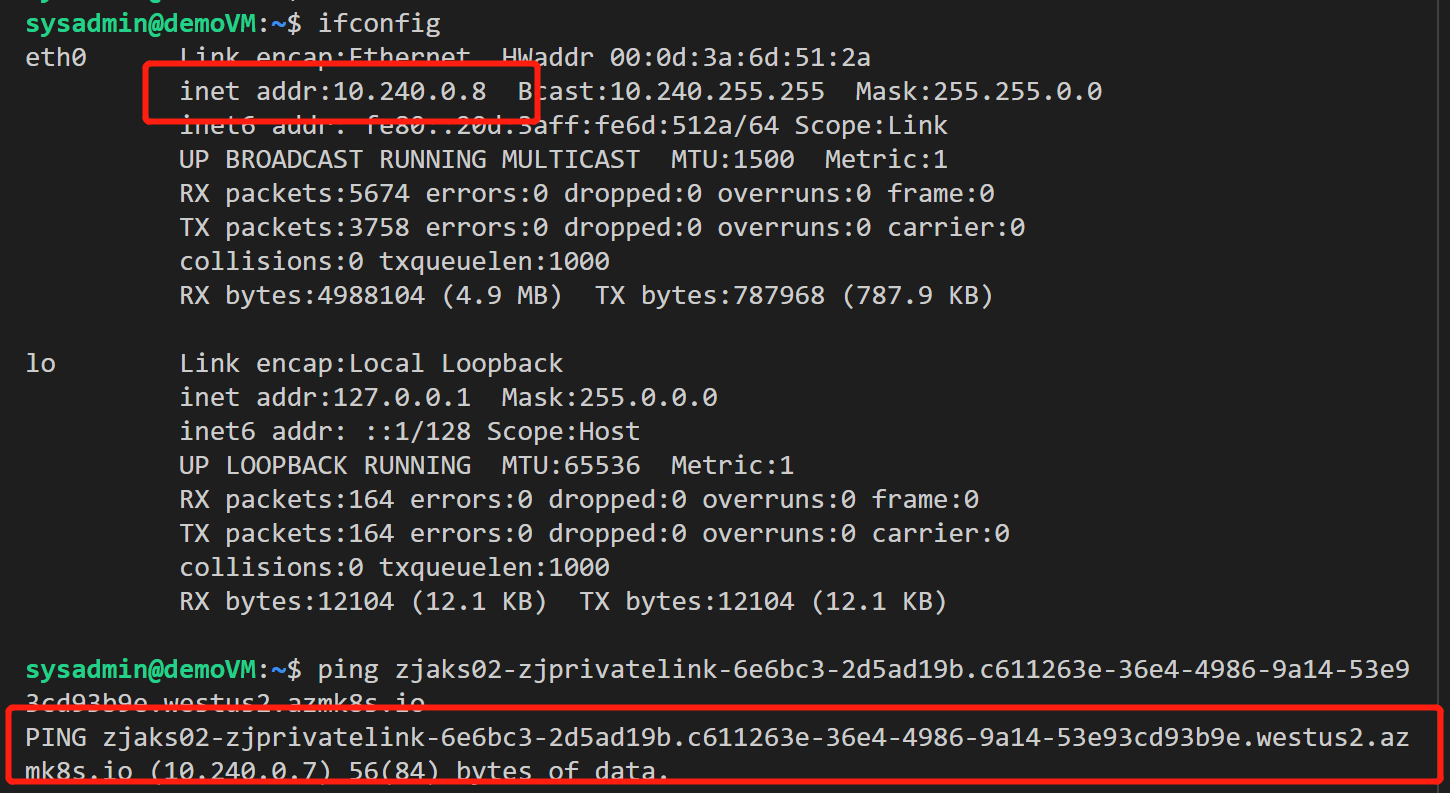 sysadmin@demoVM:~$ ifconfig
eth0      Link encap:Ethernet  HWaddr 00:0d:3a:6d:51:2a
          inet addr:10.240.0.8  Bcast:10.240.255.255  Mask:255.255.0.0
          inet6 addr: fe80::20d:3aff:fe6d:512a/64 Scope:Link
          UP BROADCAST RUNNING MULTICAST  MTU:1500  Metric:1
          RX packets:5674 errors:0 dropped:0 overruns:0 frame:0
          TX packets:3758 errors:0 dropped:0 overruns:0 carrier:0
          collisions:0 txqueuelen:1000
          RX bytes:4988104 (4.9 MB)  TX bytes:787968 (787.9 KB)

lo        Link encap:Local Loopback
          inet addr:127.0.0.1  Mask:255.0.0.0
          inet6 addr: ::1/128 Scope:Host
          UP LOOPBACK RUNNING  MTU:65536  Metric:1
          RX packets:164 errors:0 dropped:0 overruns:0 frame:0
          TX packets:164 errors:0 dropped:0 overruns:0 carrier:0
          collisions:0 txqueuelen:1000
          RX bytes:12104 (12.1 KB)  TX bytes:12104 (12.1 KB)

sysadmin@demoVM:~$ ping zjaks02-zjprivatelink-6e6bc3-2d5ad19b.c611263e-36e4-4986-9a14-53e9
3cd93b9e.westus2.azmk8s.io
PING zjaks02-zjprivatelink-6e6bc3-2d5ad19b.c611263e-36e4-4986-9a14-53e93cd93b9e.westus2.az
mk8s.io (10.240.0.7) 56(84) bytes of data.